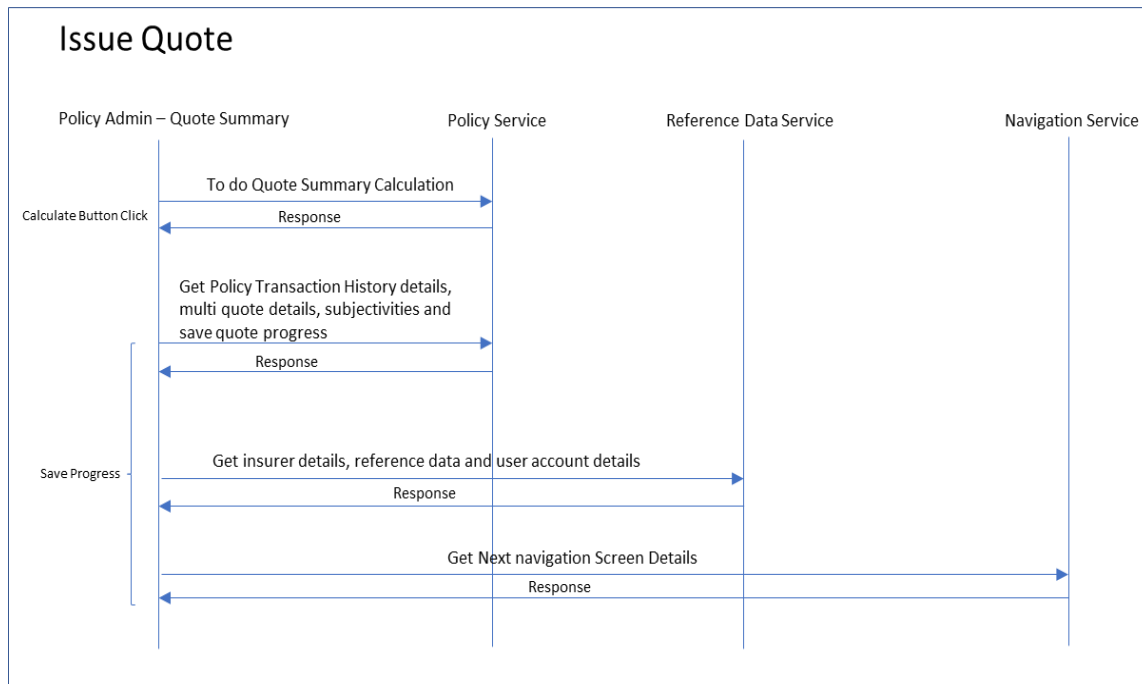 Issue Quote
Policy Admin – Quote Summary
Policy Service
Reference Data Service
Navigation Service
To do Quote Summary Calculation
Calculate Button Click
Response
Get Policy Transaction History details,
multi quote details, subjectivities and
save quote progress
Response
Get insurer details, reference data and user account details
Save Progress
Response
Get Next navigation Screen Details
Response